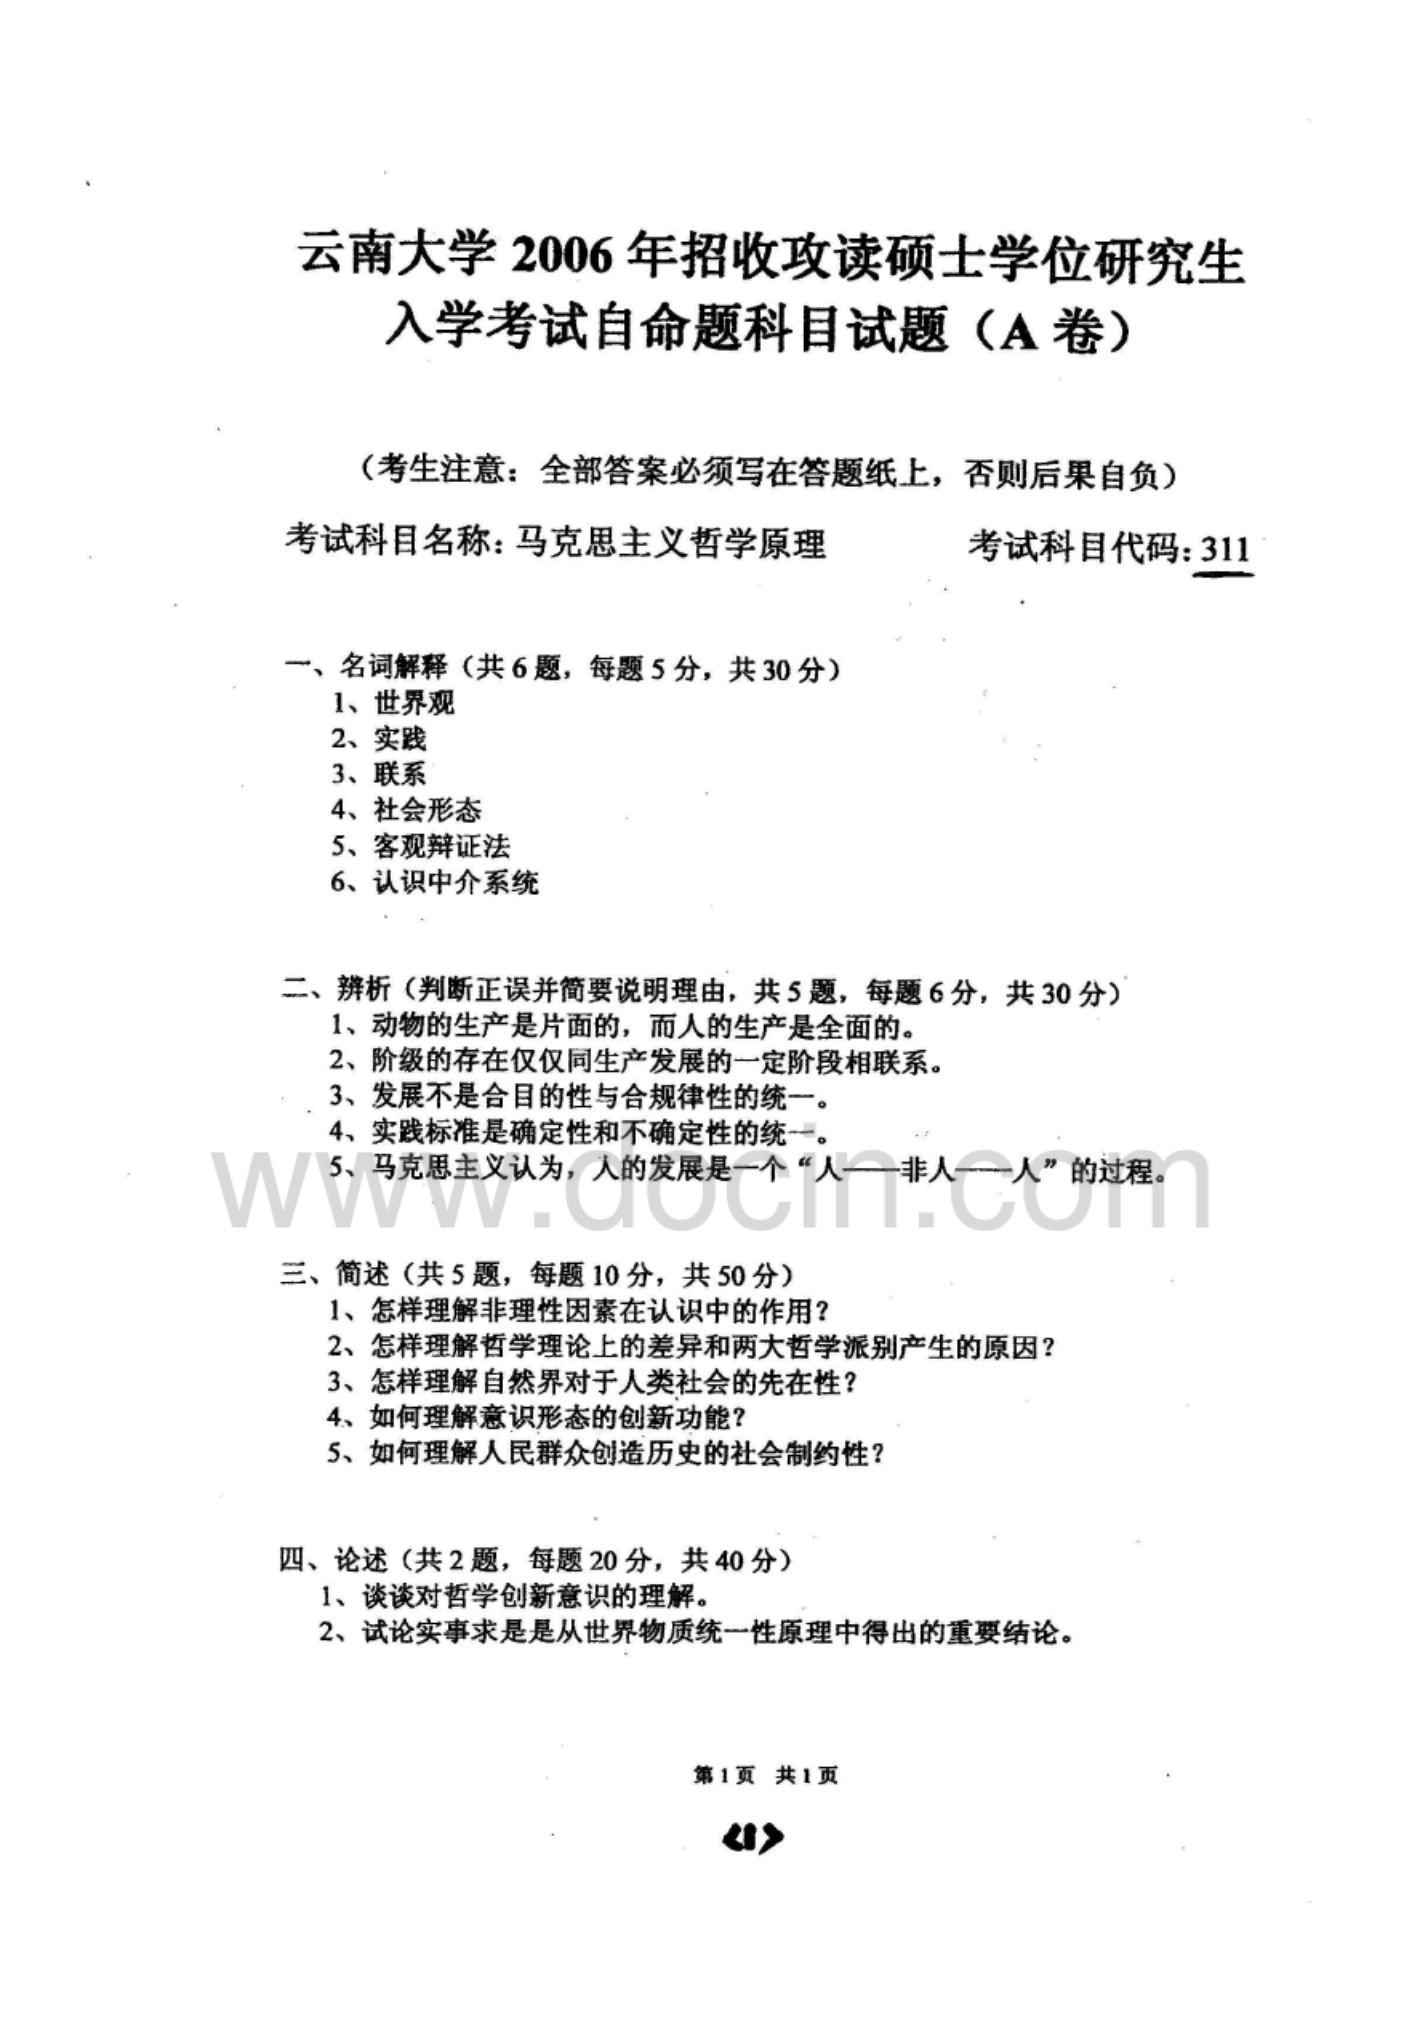 云南大学 2006 年招收攻读硕士学位研究生
入学考试自命题科目试题（A 卷）
（考生注意：全部答案必须写在答题纸上，否则后果自负）
考试科目名称：马克思主义哲学原理 考试科目代码：311
一、名词解释（共 6 题，每题 5 分，共 30 分）
1、世界观
2、实践
3、联系
4、社会形态
5、客观辩证法
6、认识中介系统
二、辨析（判断正误并简要说明理由，共 5 题，每题 6 分，共 30 分）
1、动物的生产是片面的，而人的生产是全面的。
2、阶级的存在仅仅同生产发展的一定阶段相联系。
3、发展不是合目的性与合规律性的统一。
4、实践标准是确定性和不确定性的统一。
5、马克思主义认为，人的发展是一个“人——非人——人”的过程。
www.docin.com
三、简述（共 5 题，每题 10 分，共 50 分）
1、怎样理解非理性因素在认识中的作用？
2、怎样理解哲学理论上的差异和两大哲学派别产生的原因？
3、怎样理解自然界对于人类社会的先在性？
4、如何理解意识形态的创新功能？
5、如何理解人民群众创造历史的社会制约性？
四、论述（共 2 题，每题 20 分，共 40 分）
1、谈谈对哲学创新意识的理解。
2、试论实事求是是从世界物质统一性原理中得出的重要结论。
第 1 页 共 1 页
<1>